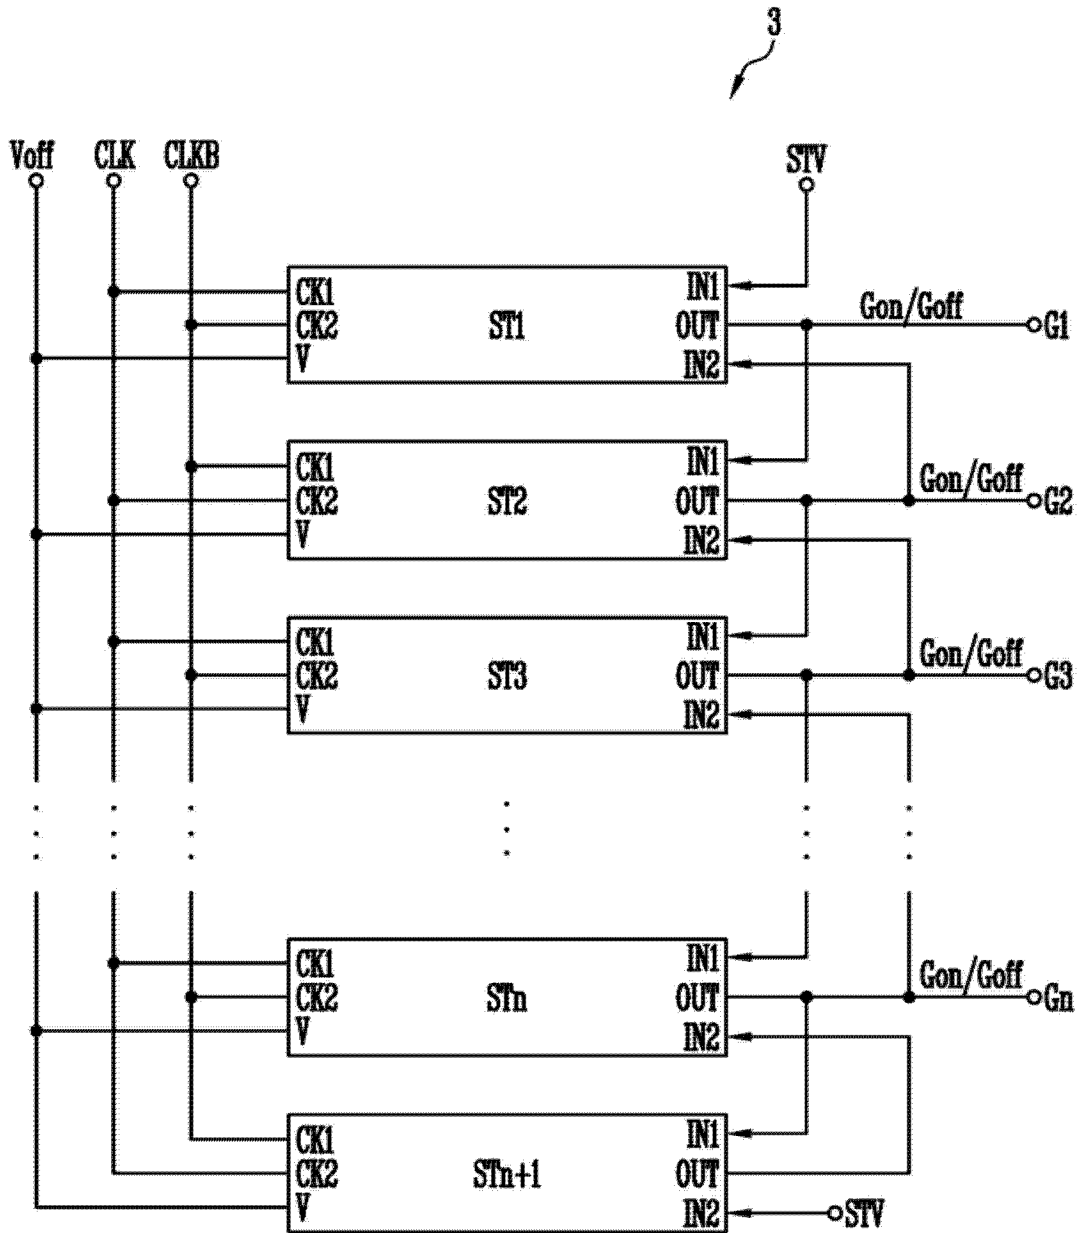 3
Voff CLK CLKB STV
CK1 IN1
CK2 ST1 OUT Gon/Goff G1
V IN2
CK1 IN1
CK2 ST2 OUT Gon/Goff G2
V IN2
CK1 IN1
CK2 ST3 OUT Gon/Goff G3
V IN2
CK1 IN1
CK2 STn OUT Gon/Goff Gn
V IN2
CK1 IN1
CK2 STn+1 OUT
V IN2 STV